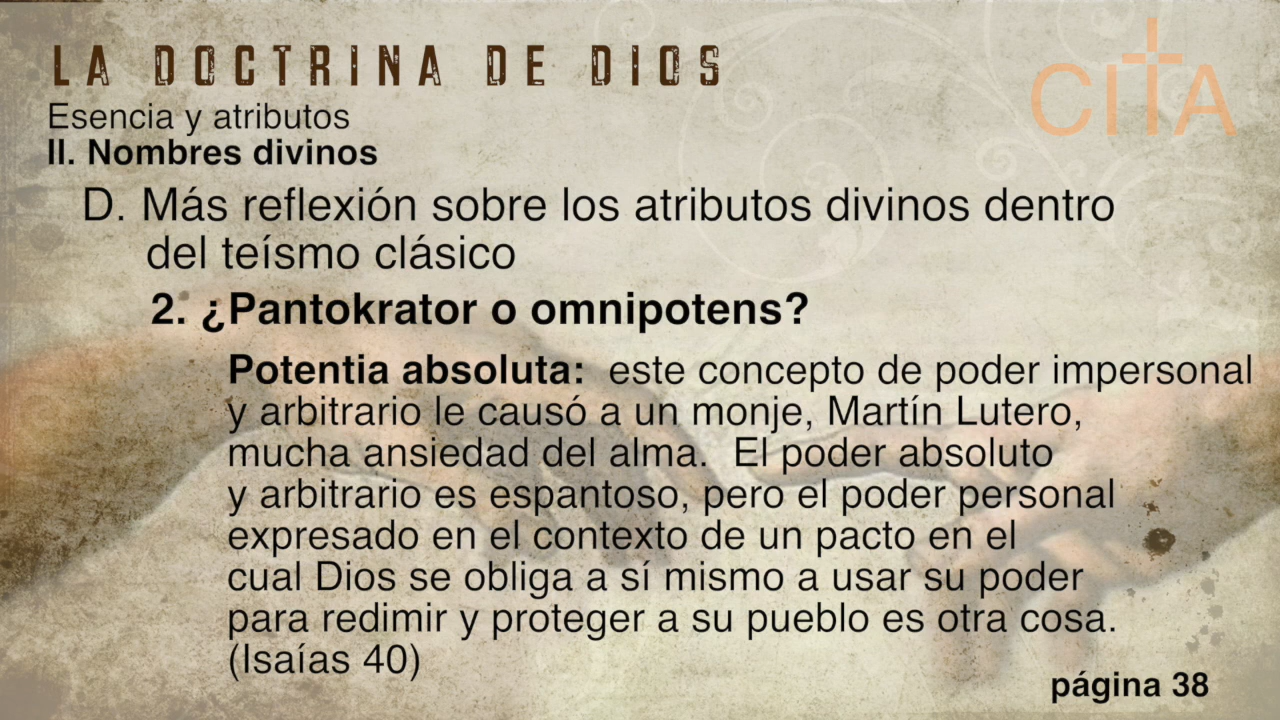 LA DOCTRINA DE DIOS
CITA
Esencia y atributos
II. Nombres divinos
D. Más reflexión sobre los atributos divinos dentro
del teísmo clásico
2. ¿Pantokrator o omnipotens?
Potentia absoluta: este concepto de poder impersonal
y arbitrario le causó a un monje, Martín Lutero,
mucha ansiedad del alma. El poder absoluto
y arbitrario es espantoso, pero el poder personal
expresado en el contexto de un pacto en el
cual Dios se obliga a sí mismo a usar su poder
para redimir y proteger a su pueblo es otra cosa.
(Isaías 40)
página 38